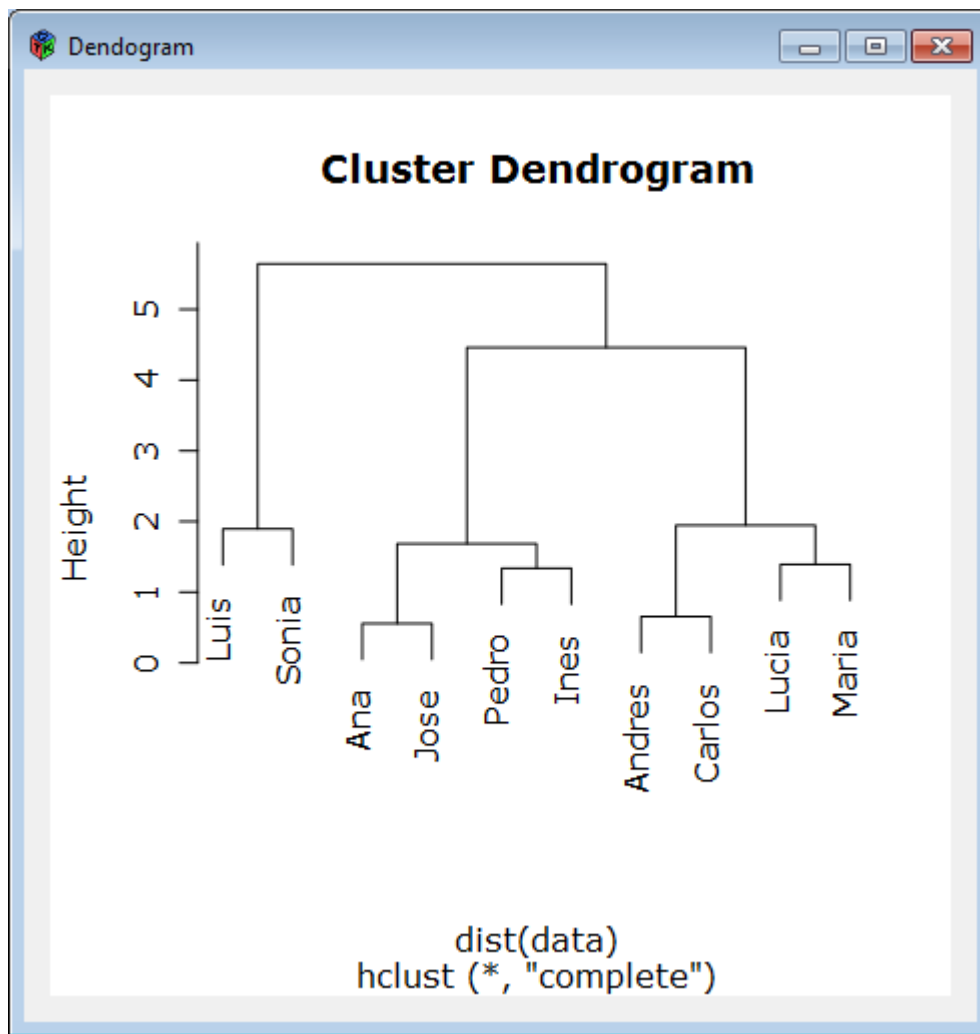 Dendogram
Cluster Dendrogram
Height
5
4
3
2
1
0
Luis
Sonia
Ana
Jose
Pedro
Ines
Andres
Carlos
Lucia
Maria
dist(data)
hclust (*, "complete")